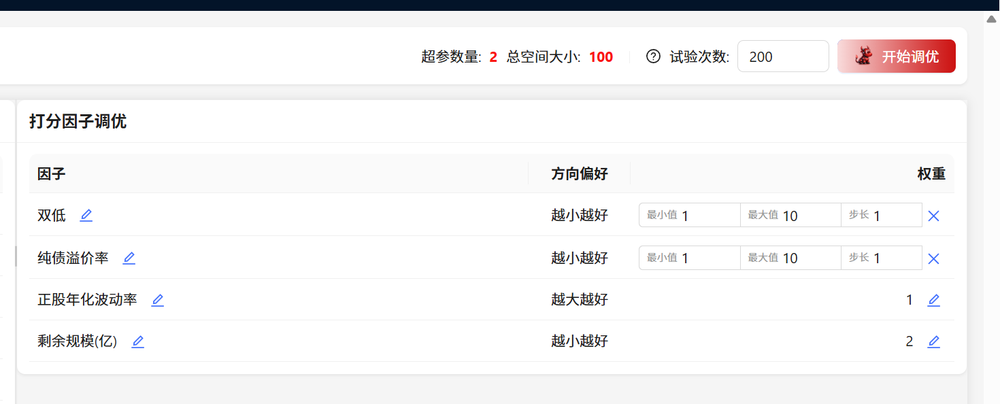 超参数量: 2 总空间大小: 100 试验次数: 200 开始调优
打分因子调优
因子 方向偏好 权重
双低 越小越好 最小值 1 最大值 10 步长 1
纯债溢价率 越小越好 最小值 1 最大值 10 步长 1
正股年化波动率 越大越好 1
剩余规模(亿) 越小越好 2